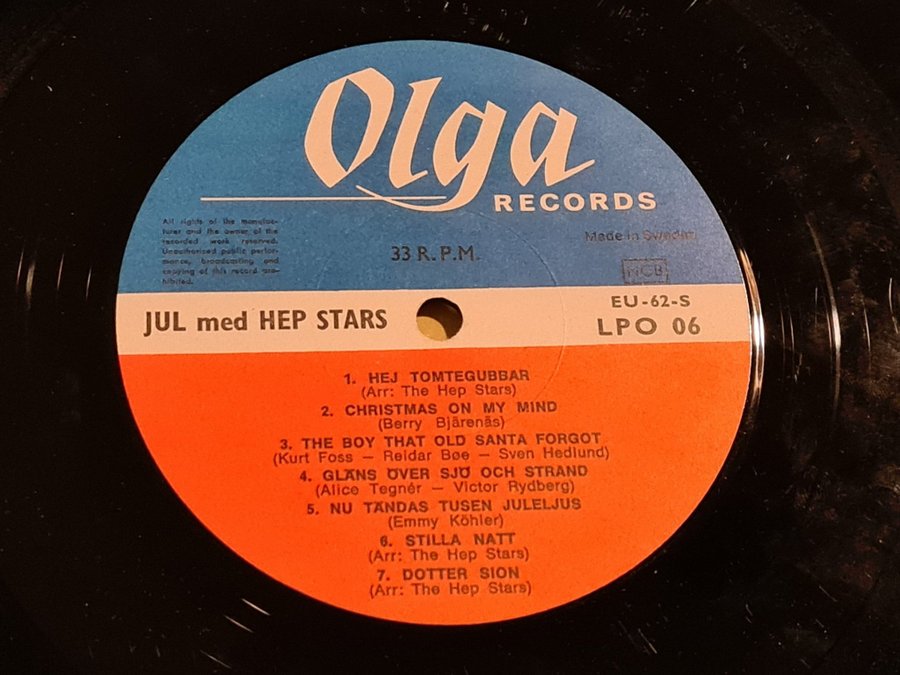 Olga
RECORDS
All rights of the manufac-
turer and the owner of the
recorded work reserved.
Unauthorised public perfor-
mance, broadcasting and
copying of this record pro-
hibited.
33 R.P.M.
Made in Sweden
NCB
JUL med HEP STARS
EU-62-S
LPO 06
1. HEJ TOMTEGUBBAR
(Arr: The Hep Stars)
2. CHRISTMAS ON MY MIND
(Berry Bjärenäs)
3. THE BOY THAT OLD SANTA FORGOT
(Kurt Foss – Reidar Bøe – Sven Hedlund)
4. GLÄNS ÖVER SJÖ OCH STRAND
(Alice Tegnér – Victor Rydberg)
5. NU TÄNDAS TUSEN JULELJUS
(Emmy Köhler)
6. STILLA NATT
(Arr: The Hep Stars)
7. DOTTER SION
(Arr: The Hep Stars)